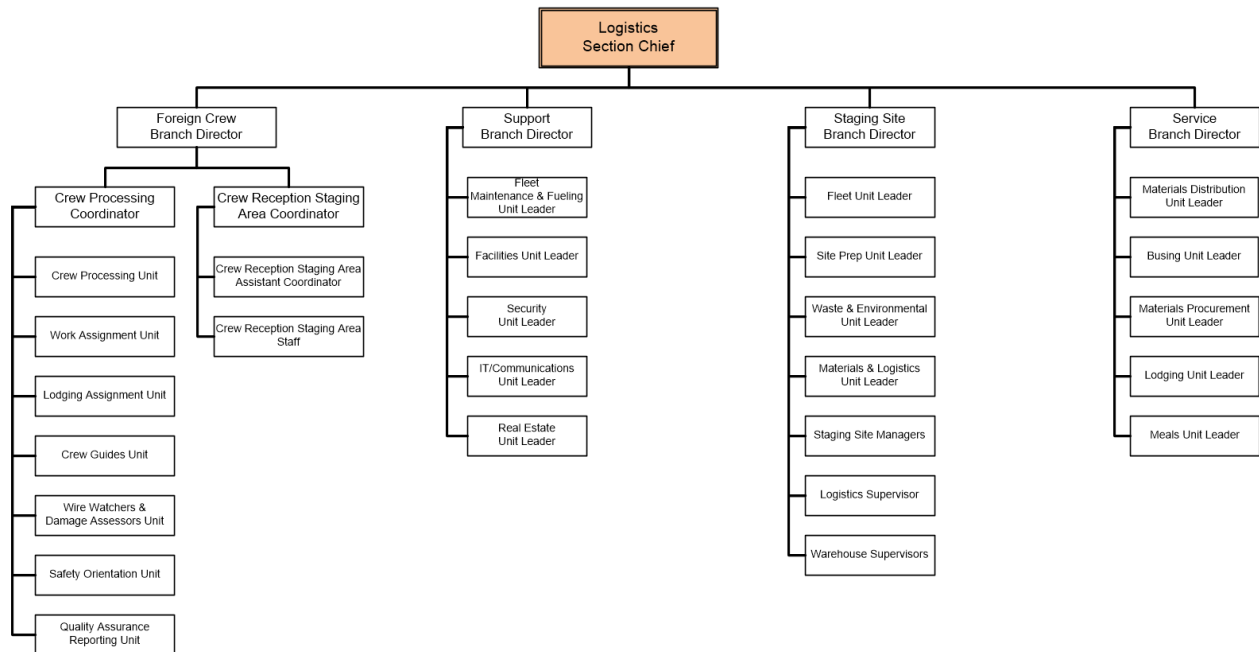 Logistics
Section Chief
Foreign Crew
Branch Director
Support
Branch Director
Staging Site
Branch Director
Service
Branch Director
Crew Processing
Coordinator
Crew Reception Staging
Area Coordinator
Crew Processing Unit
Work Assignment Unit
Lodging Assignment Unit
Crew Guides Unit
Wire Watchers &
Damage Assessors Unit
Safety Orientation Unit
Quality Assurance
Reporting Unit
Crew Reception Staging Area
Assistant Coordinator
Crew Reception Staging Area
Staff
Fleet
Maintenance & Fueling
Unit Leader
Facilities Unit Leader
Security
Unit Leader
IT/Communications
Unit Leader
Real Estate
Unit Leader
Fleet Unit Leader
Site Prep Unit Leader
Waste & Environmental
Unit Leader
Materials & Logistics
Unit Leader
Staging Site Managers
Logistics Supervisor
Warehouse Supervisors
Materials Distribution
Unit Leader
Busing Unit Leader
Materials Procurement
Unit Leader
Lodging Unit Leader
Meals Unit Leader